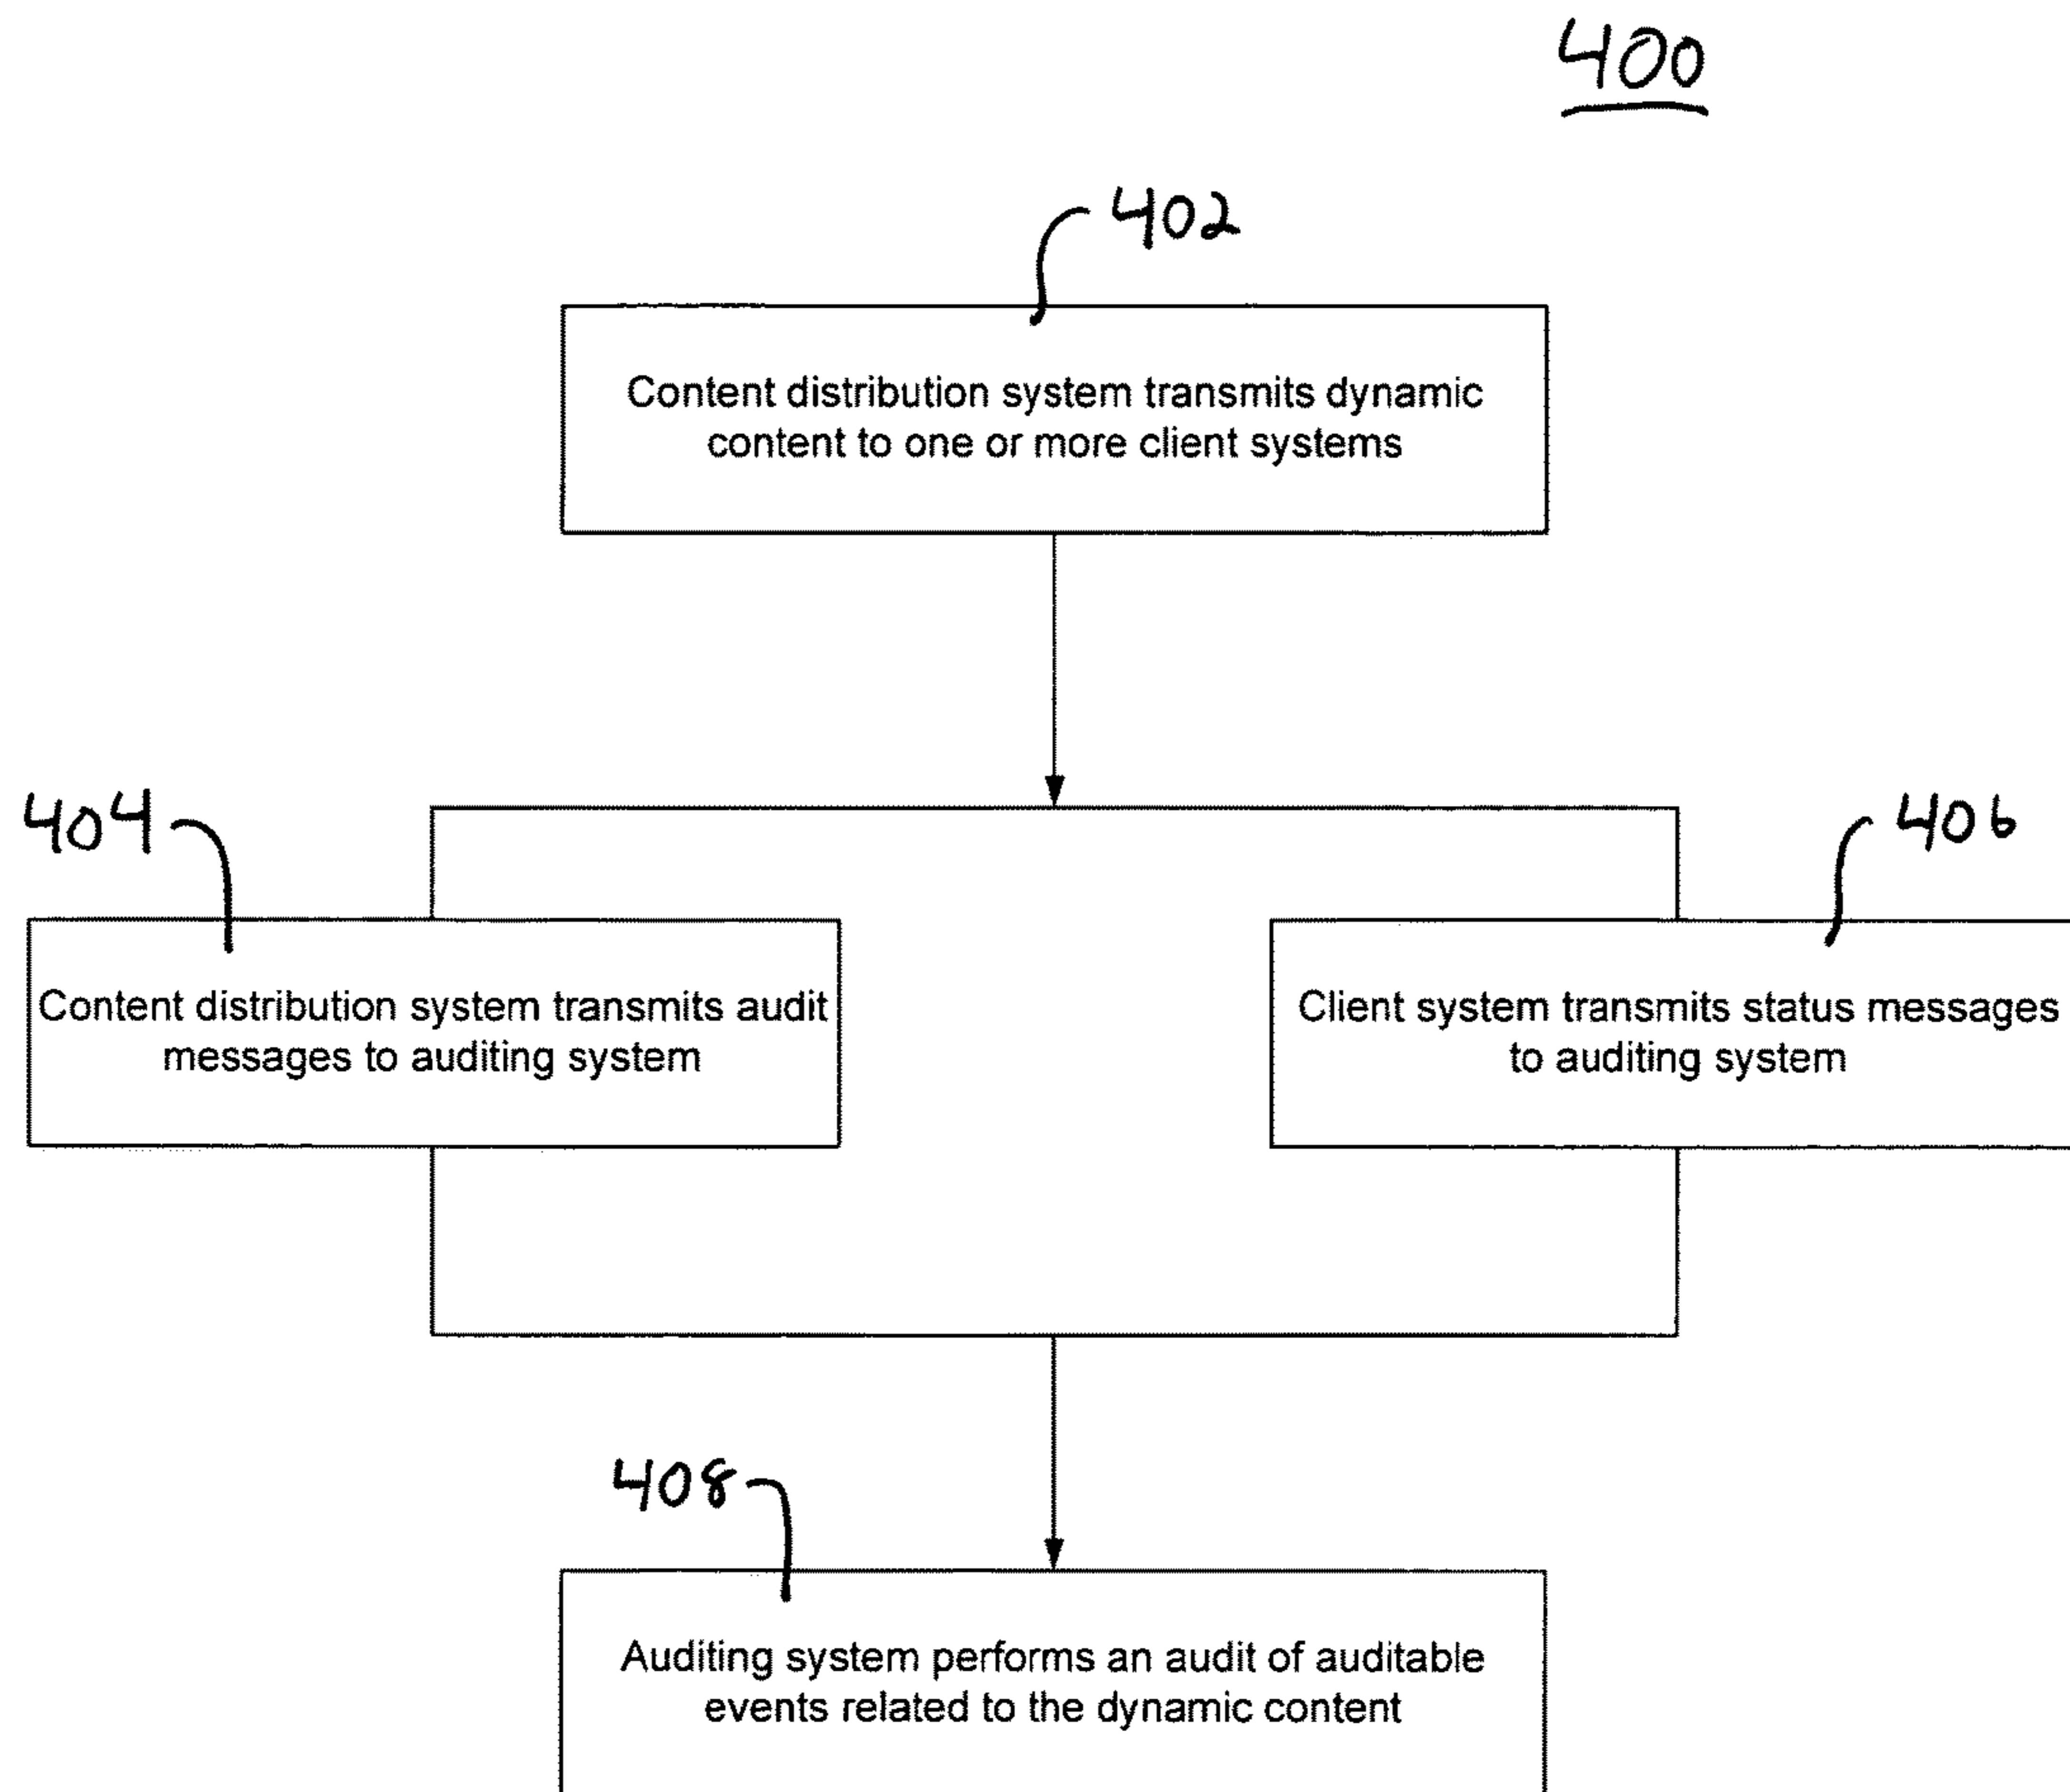 400
402
Content distribution system transmits dynamic
content to one or more client systems
404
406
Content distribution system transmits audit
messages to auditing system
Client system transmits status messages
to auditing system
408
Auditing system performs an audit of auditable
events related to the dynamic content